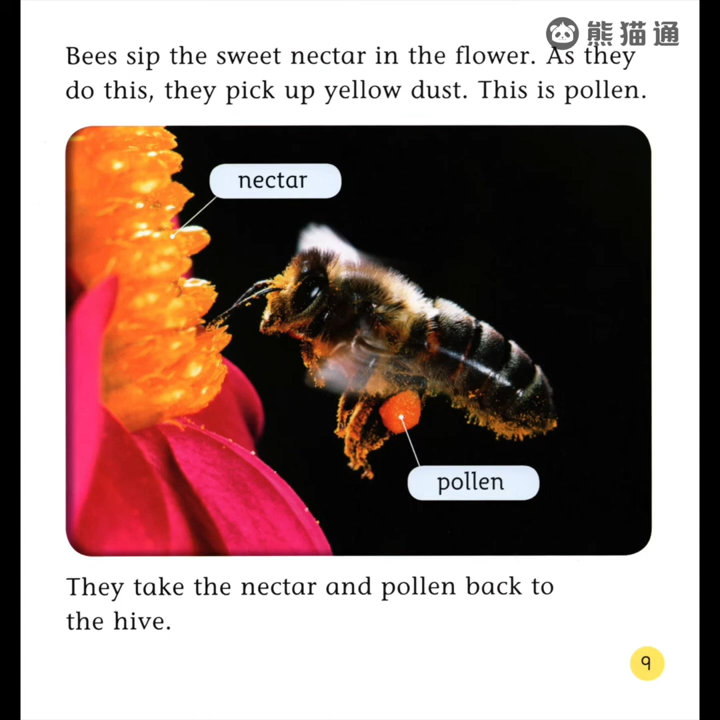 熊猫通
Bees sip the sweet nectar in the flower. As they
do this, they pick up yellow dust. This is pollen.
nectar
pollen
They take the nectar and pollen back to
the hive.
9